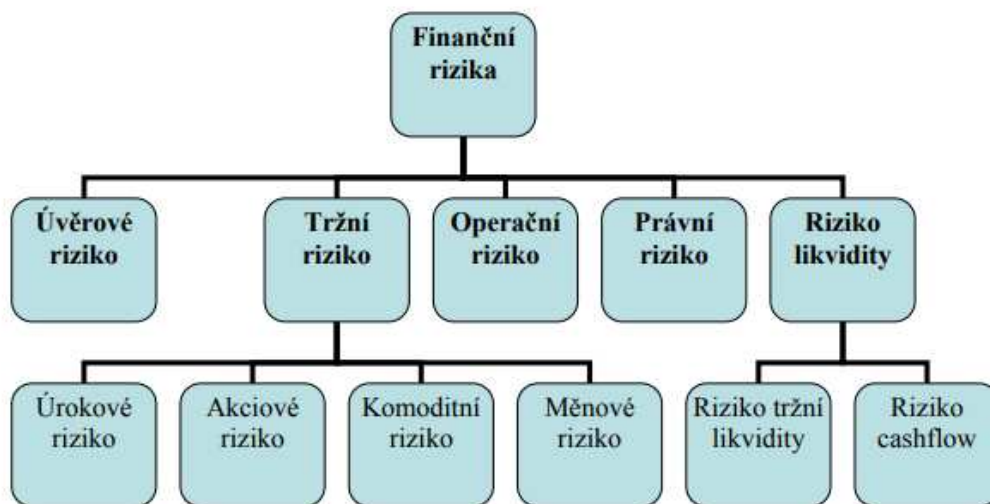 Finanční
rizika
Úvěrové
riziko
Tržní
riziko
Operační
riziko
Právní
riziko
Riziko
likvidity
Úrokové
riziko
Akciové
riziko
Komoditní
riziko
Měnové
riziko
Riziko tržní
likvidity
Riziko
cashflow